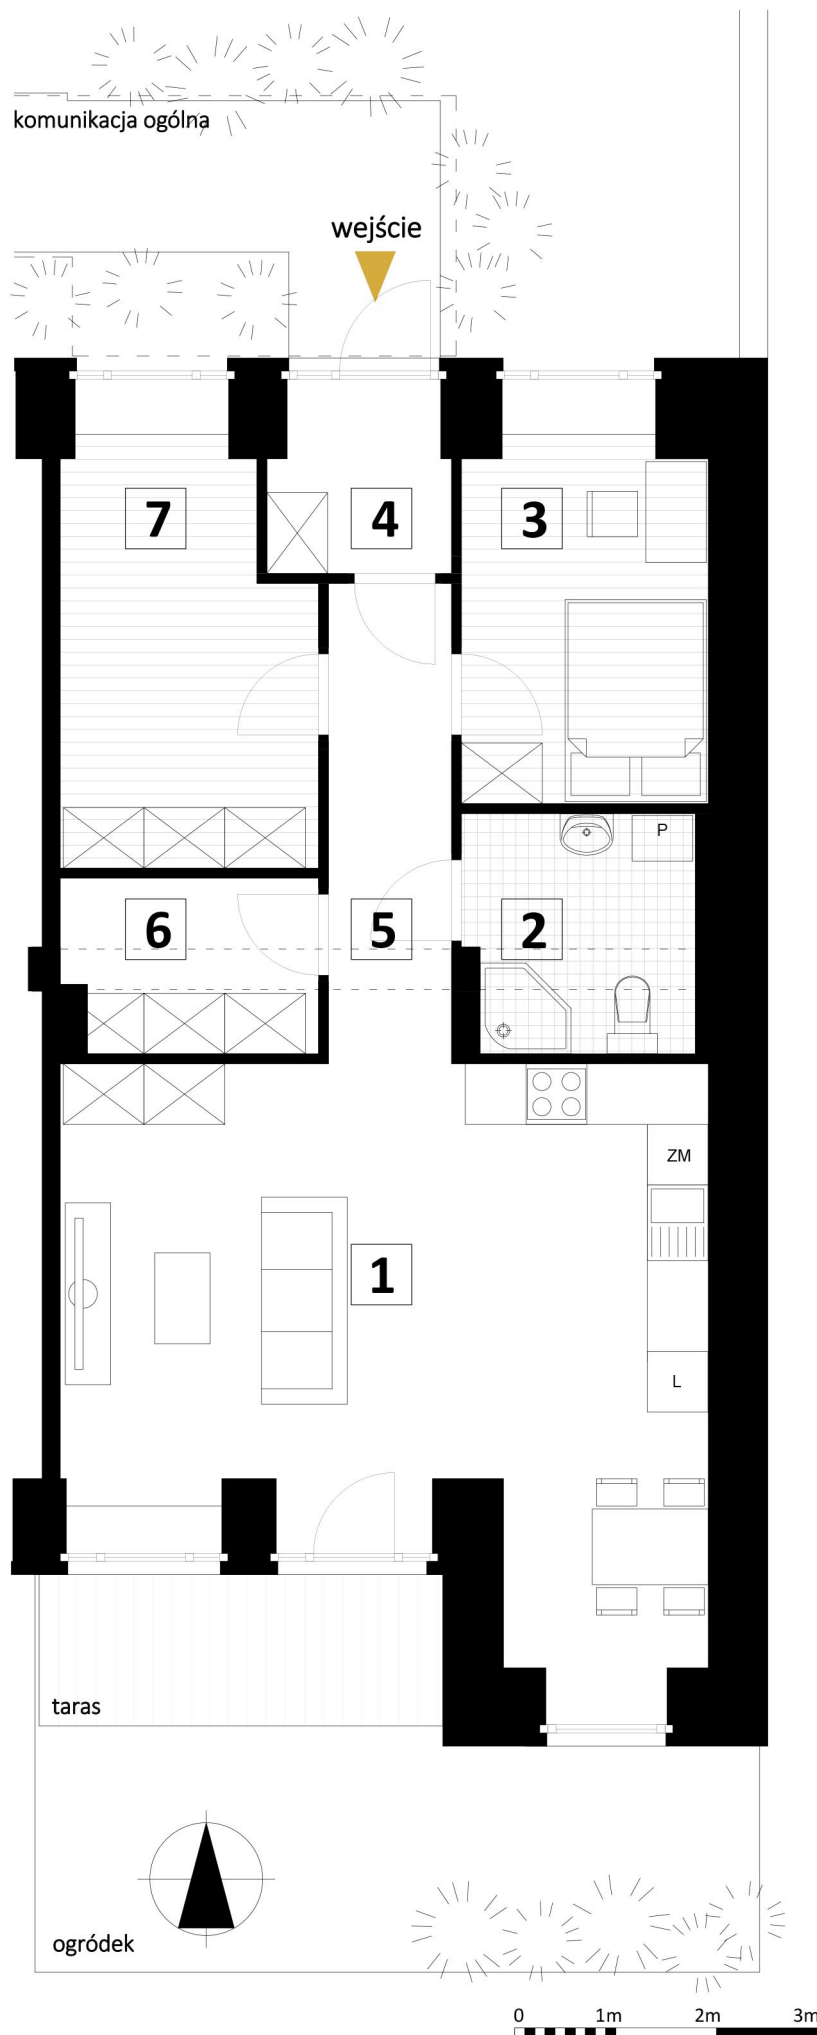 komunikacja ogólna
wejście
7
4
3
P
6
5
2
ZM
1
L
taras
ogródek
0 1m 2m 3m